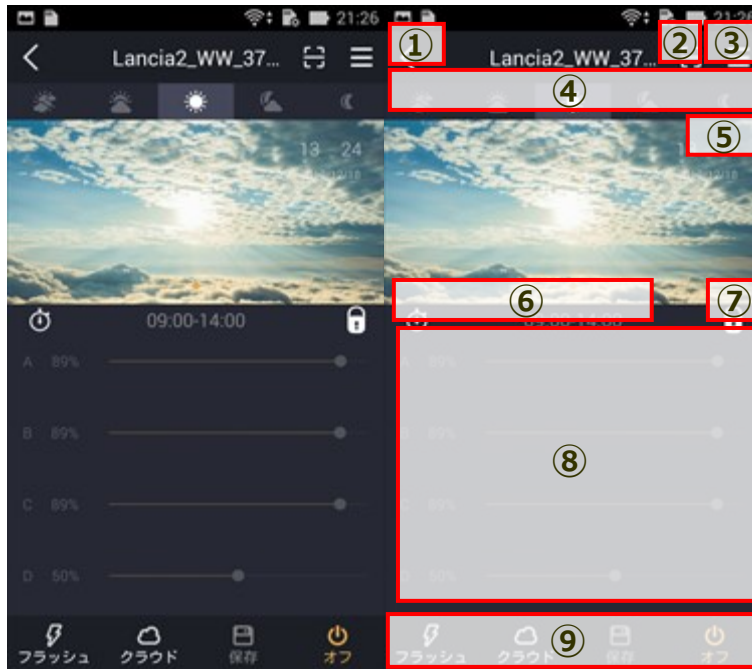 21:26
Lancia2_WW_37...
13 24
09:00-14:00
A 89%
B 89%
C 89%
D 50%
フラッシュ クラウド 保存 オフ
21:26
① ② ③
Lancia2_WW_37...
④
⑤
⑥ ⑦
09:00-14:00
A 89%
B 89%
⑧
C 89%
D 50%
⑨
フラッシュ クラウド 保存 オフ